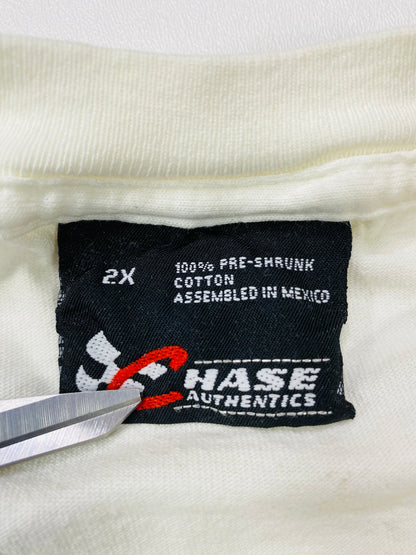 2X
100% PRE-SHRUNK
COTTON
ASSEMBLED IN MEXICO
CHASE
AUTHENTICS